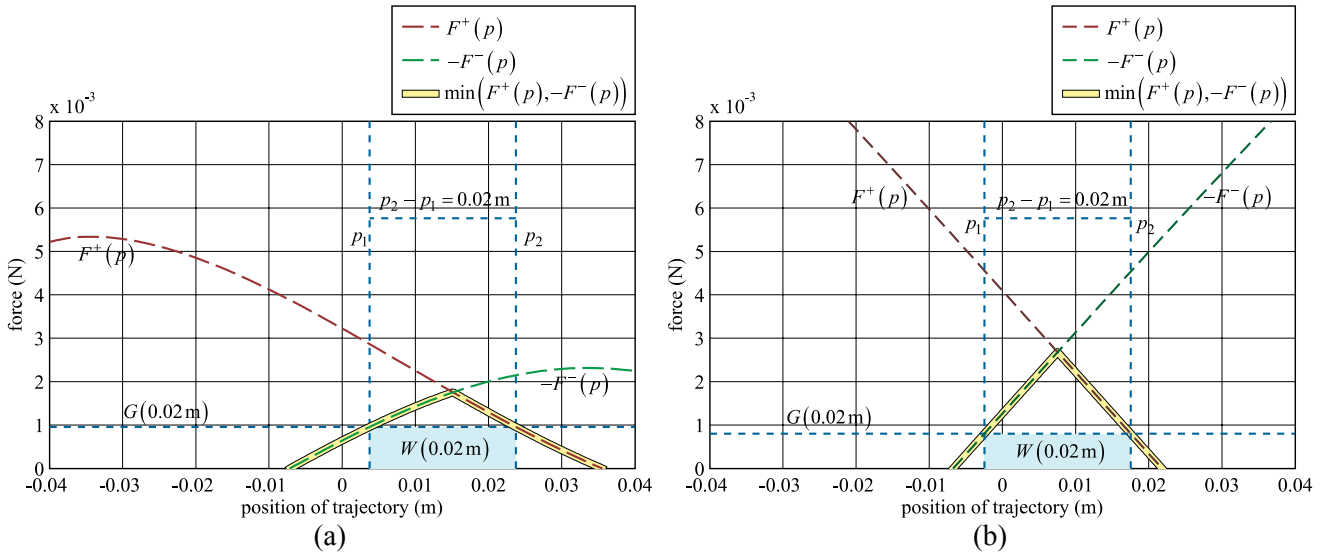 F⁺(p)
−F⁻(p)
min(F⁺(p),−F⁻(p))
x 10⁻³
8
7
6
5
4
3
2
1
0
force (N)
p₂ − p₁ = 0.02 m
p₁
p₂
F⁺(p)
−F⁻(p)
G(0.02 m)
W(0.02 m)
-0.04 -0.03 -0.02 -0.01 0 0.01 0.02 0.03 0.04
position of trajectory (m)
(a)
F⁺(p)
−F⁻(p)
min(F⁺(p),−F⁻(p))
x 10⁻³
8
7
6
5
4
3
2
1
0
force (N)
F⁺(p)
p₂ − p₁ = 0.02 m
−F⁻(p)
p₁
p₂
G(0.02 m)
W(0.02 m)
-0.04 -0.03 -0.02 -0.01 0 0.01 0.02 0.03 0.04
position of trajectory (m)
(b)